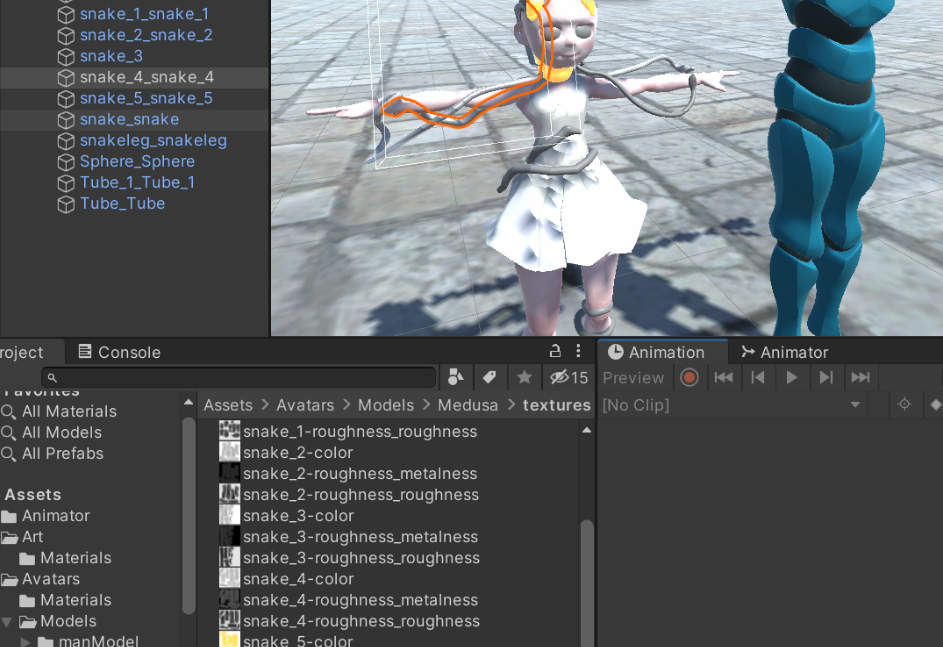 snake_1_snake_1
snake_2_snake_2
snake_3
snake_4_snake_4
snake_5_snake_5
snake_snake
snakeleg_snakeleg
Sphere_Sphere
Tube_1_Tube_1
Tube_Tube
roject
Console
15
Favorites
All Materials
All Models
All Prefabs
Assets
Animator
Art
Materials
Avatars
Materials
Models
manModel
Assets > Avatars > Models > Medusa > textures
snake_1-roughness_roughness
snake_2-color
snake_2-roughness_metalness
snake_2-roughness_roughness
snake_3-color
snake_3-roughness_metalness
snake_3-roughness_roughness
snake_4-color
snake_4-roughness_metalness
snake_4-roughness_roughness
snake_5-color
Animation
Animator
Preview
[No Clip]